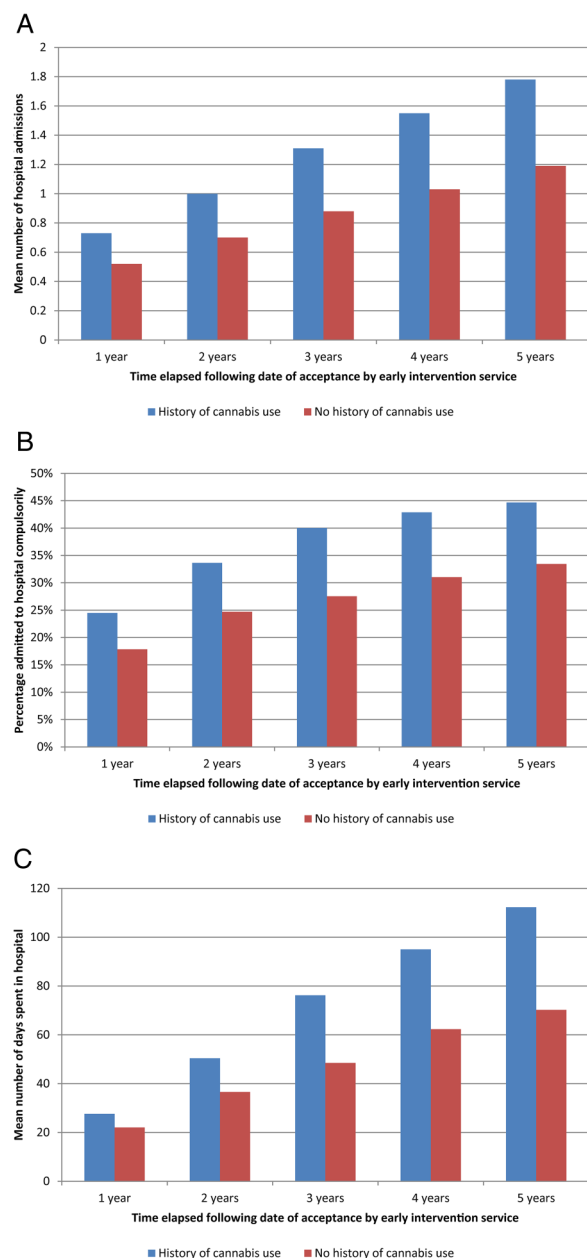 A
2
1.8
1.6
1.4
1.2
1
0.8
0.6
0.4
0.2
0
Mean number of hospital admissions
1 year 2 years 3 years 4 years 5 years
Time elapsed following date of acceptance by early intervention service
History of cannabis use No history of cannabis use
B
50%
45%
40%
35%
30%
25%
20%
15%
10%
5%
0%
Percentage admitted to hospital compulsorily
1 year 2 years 3 years 4 years 5 years
Time elapsed following date of acceptance by early intervention service
History of cannabis use No history of cannabis use
C
120
100
80
60
40
20
0
Mean number of days spent in hospital
1 year 2 years 3 years 4 years 5 years
Time elapsed following date of acceptance by early intervention service
History of cannabis use No history of cannabis use